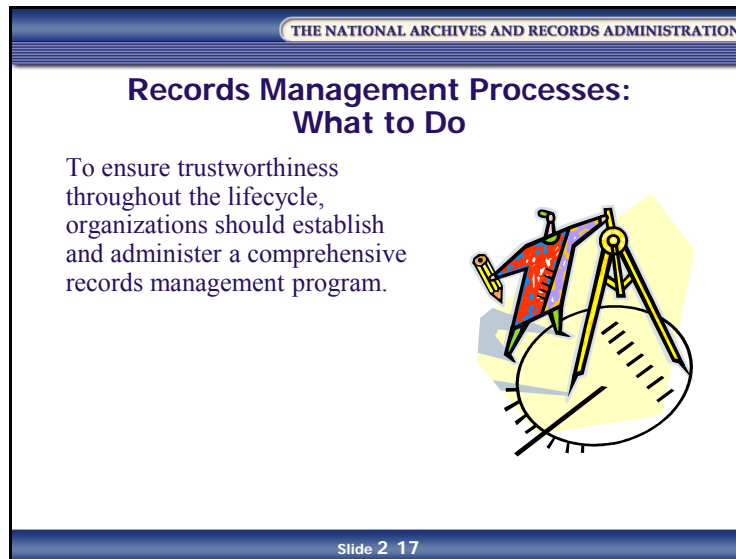 THE NATIONAL ARCHIVES AND RECORDS ADMINISTRATION
Records Management Processes:
What to Do
To ensure trustworthiness
throughout the lifecycle,
organizations should establish
and administer a comprehensive
records management program.
Slide 2 17